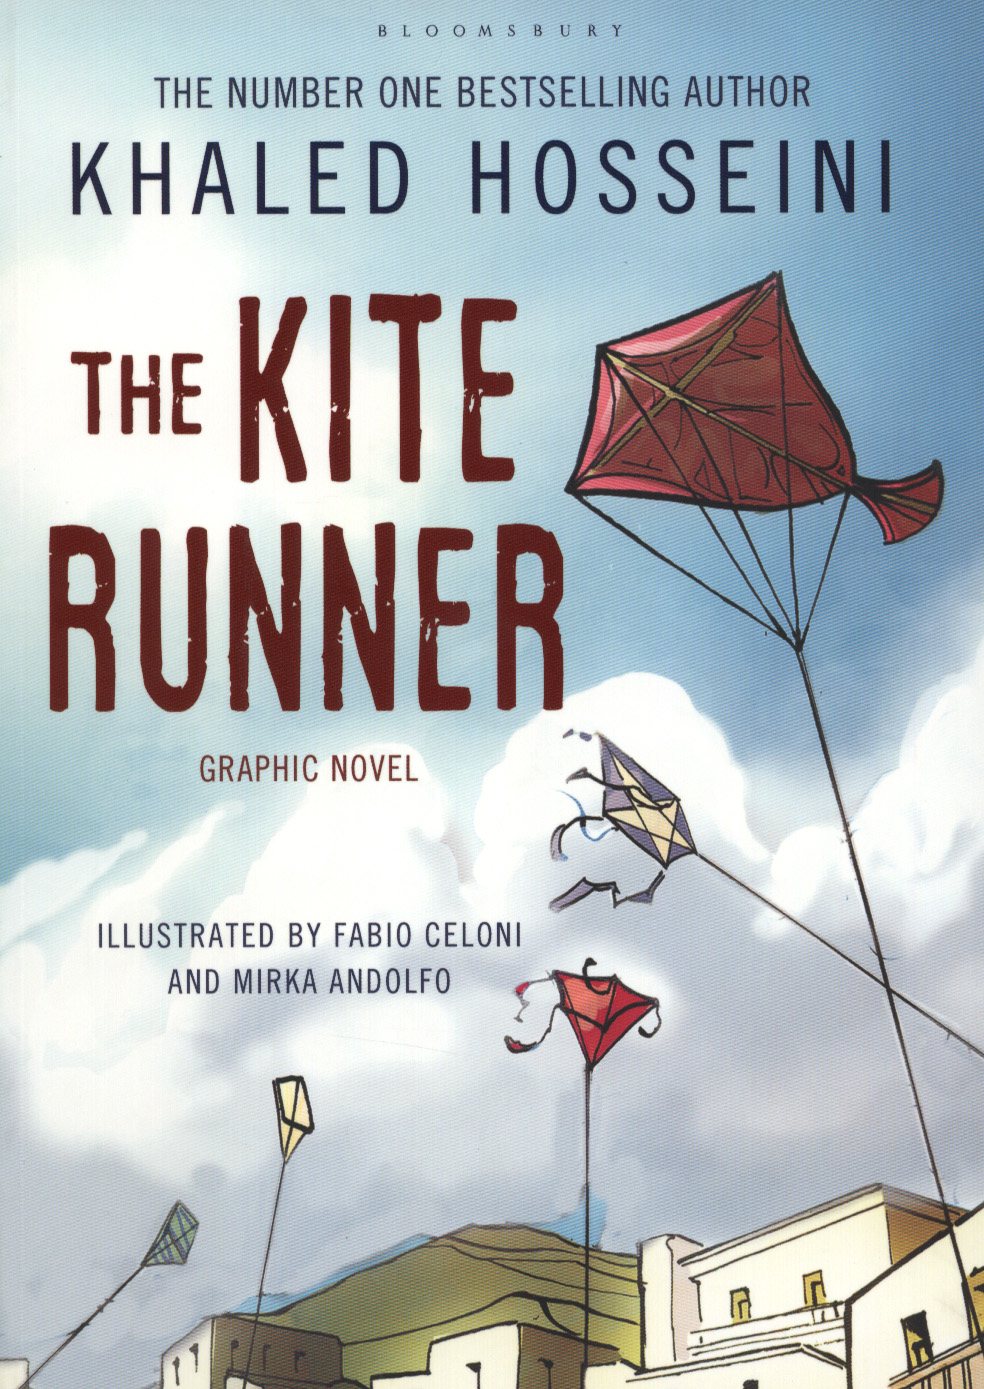 BLOOMSBURY
THE NUMBER ONE BESTSELLING AUTHOR
KHALED HOSSEINI
THE KITE
RUNNER
GRAPHIC NOVEL
ILLUSTRATED BY FABIO CELONI
AND MIRKA ANDOLFO